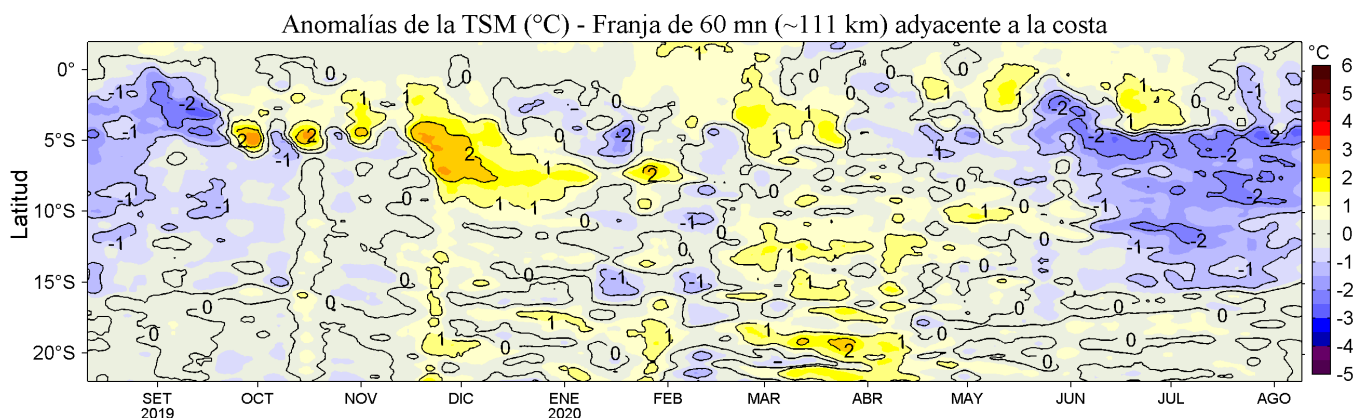 Anomalías de la TSM (°C) - Franja de 60 mn (~111 km) adyacente a la costa
°C
6
5
4
3
2
1
0
-1
-2
-3
-4
-5
Latitud
0°
5°S
10°S
15°S
20°S
SET OCT NOV DIC ENE FEB MAR ABR MAY JUN JUL AGO
2019 2020